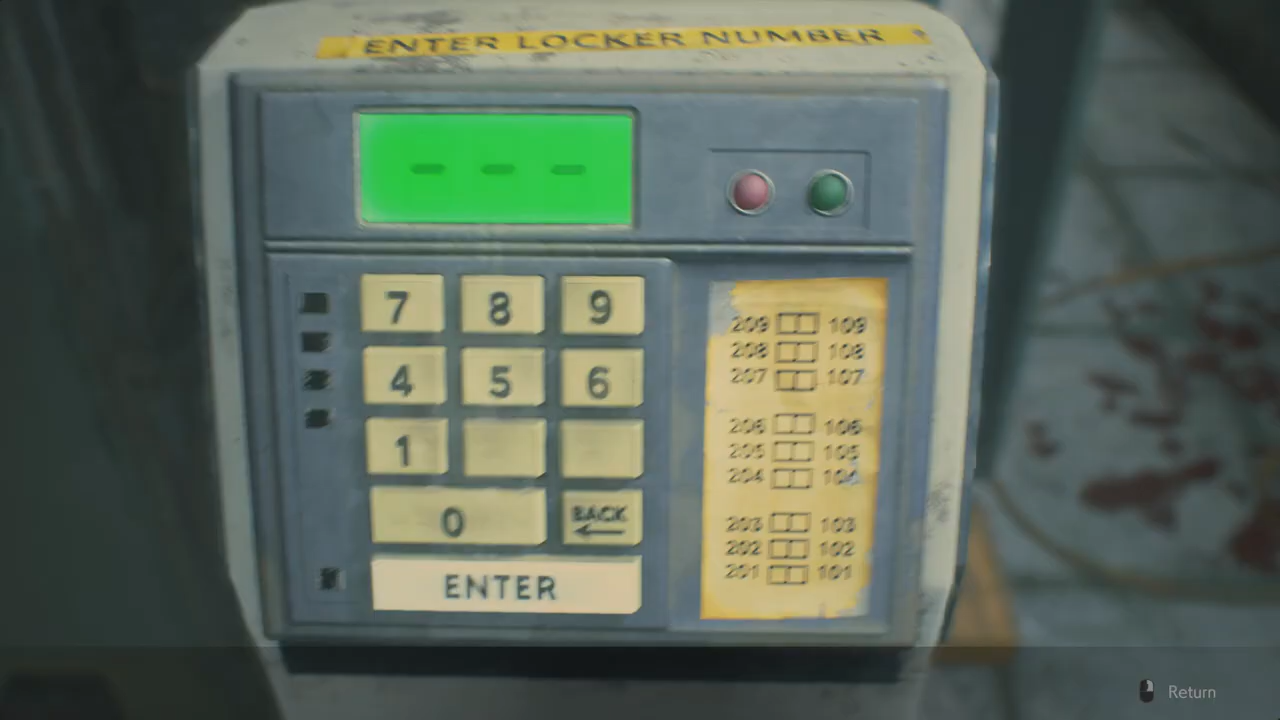 ENTER LOCKER NUMBER
- - -
7 8 9
4 5 6
1
0 BACK
ENTER
209 109
208 108
207 107
206 106
205 105
204 104
203 103
202 102
201 101
Return